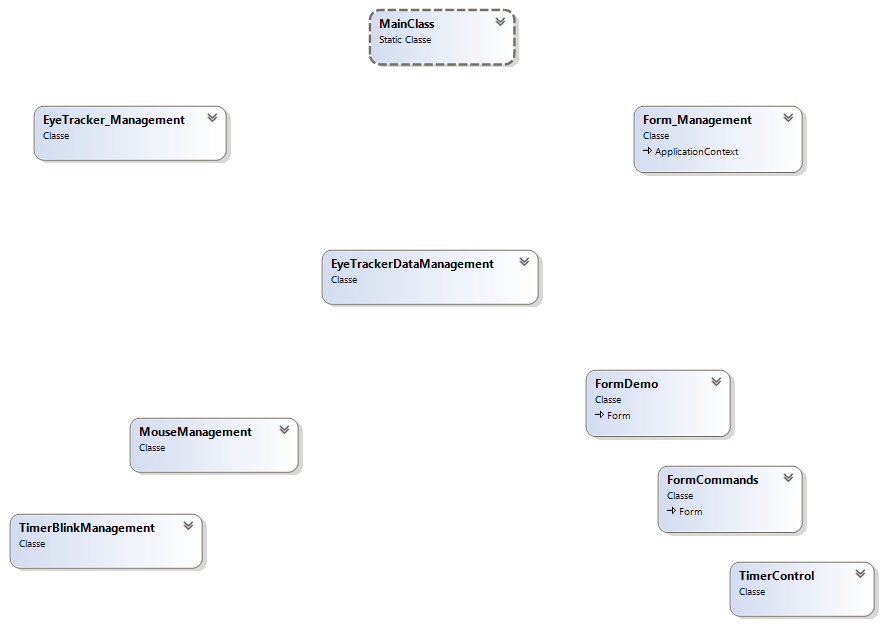 MainClass
Static Classe
EyeTracker_Management
Classe
Form_Management
Classe
ApplicationContext
EyeTrackerDataManagement
Classe
FormDemo
Classe
Form
MouseManagement
Classe
FormCommands
Classe
Form
TimerBlinkManagement
Classe
TimerControl
Classe